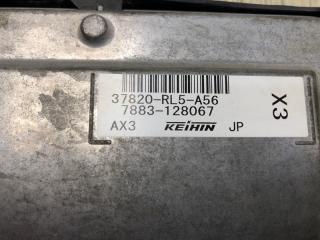 37820-RL5-A56
7883-128067
AX3 KEIHIN JP
X3